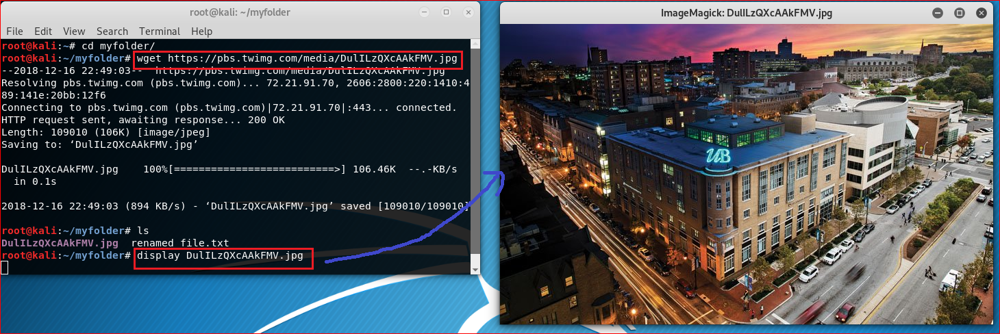 root@kali: ~/myfolder
File Edit View Search Terminal Help
root@kali:~# cd myfolder/
root@kali:~/myfolder# wget https://pbs.twimg.com/media/DulILzQXcAAkFMV.jpg
--2018-12-16 22:49:03-- https://pbs.twimg.com/media/DulILzQXcAAkFMV.jpg
Resolving pbs.twimg.com (pbs.twimg.com)... 72.21.91.70, 2606:2800:220:1410:4
89:141e:20bb:12f6
Connecting to pbs.twimg.com (pbs.twimg.com)|72.21.91.70|:443... connected.
HTTP request sent, awaiting response... 200 OK
Length: 109010 (106K) [image/jpeg]
Saving to: ‘DulILzQXcAAkFMV.jpg’
DulILzQXcAAkFMV.jpg 100%[==========================>] 106.46K --.-KB/s
in 0.1s
2018-12-16 22:49:03 (894 KB/s) - ‘DulILzQXcAAkFMV.jpg’ saved [109010/109010]
root@kali:~/myfolder# ls
DulILzQXcAAkFMV.jpg renamed file.txt
root@kali:~/myfolder# display DulILzQXcAAkFMV.jpg
ImageMagick: DulILzQXcAAkFMV.jpg
UB